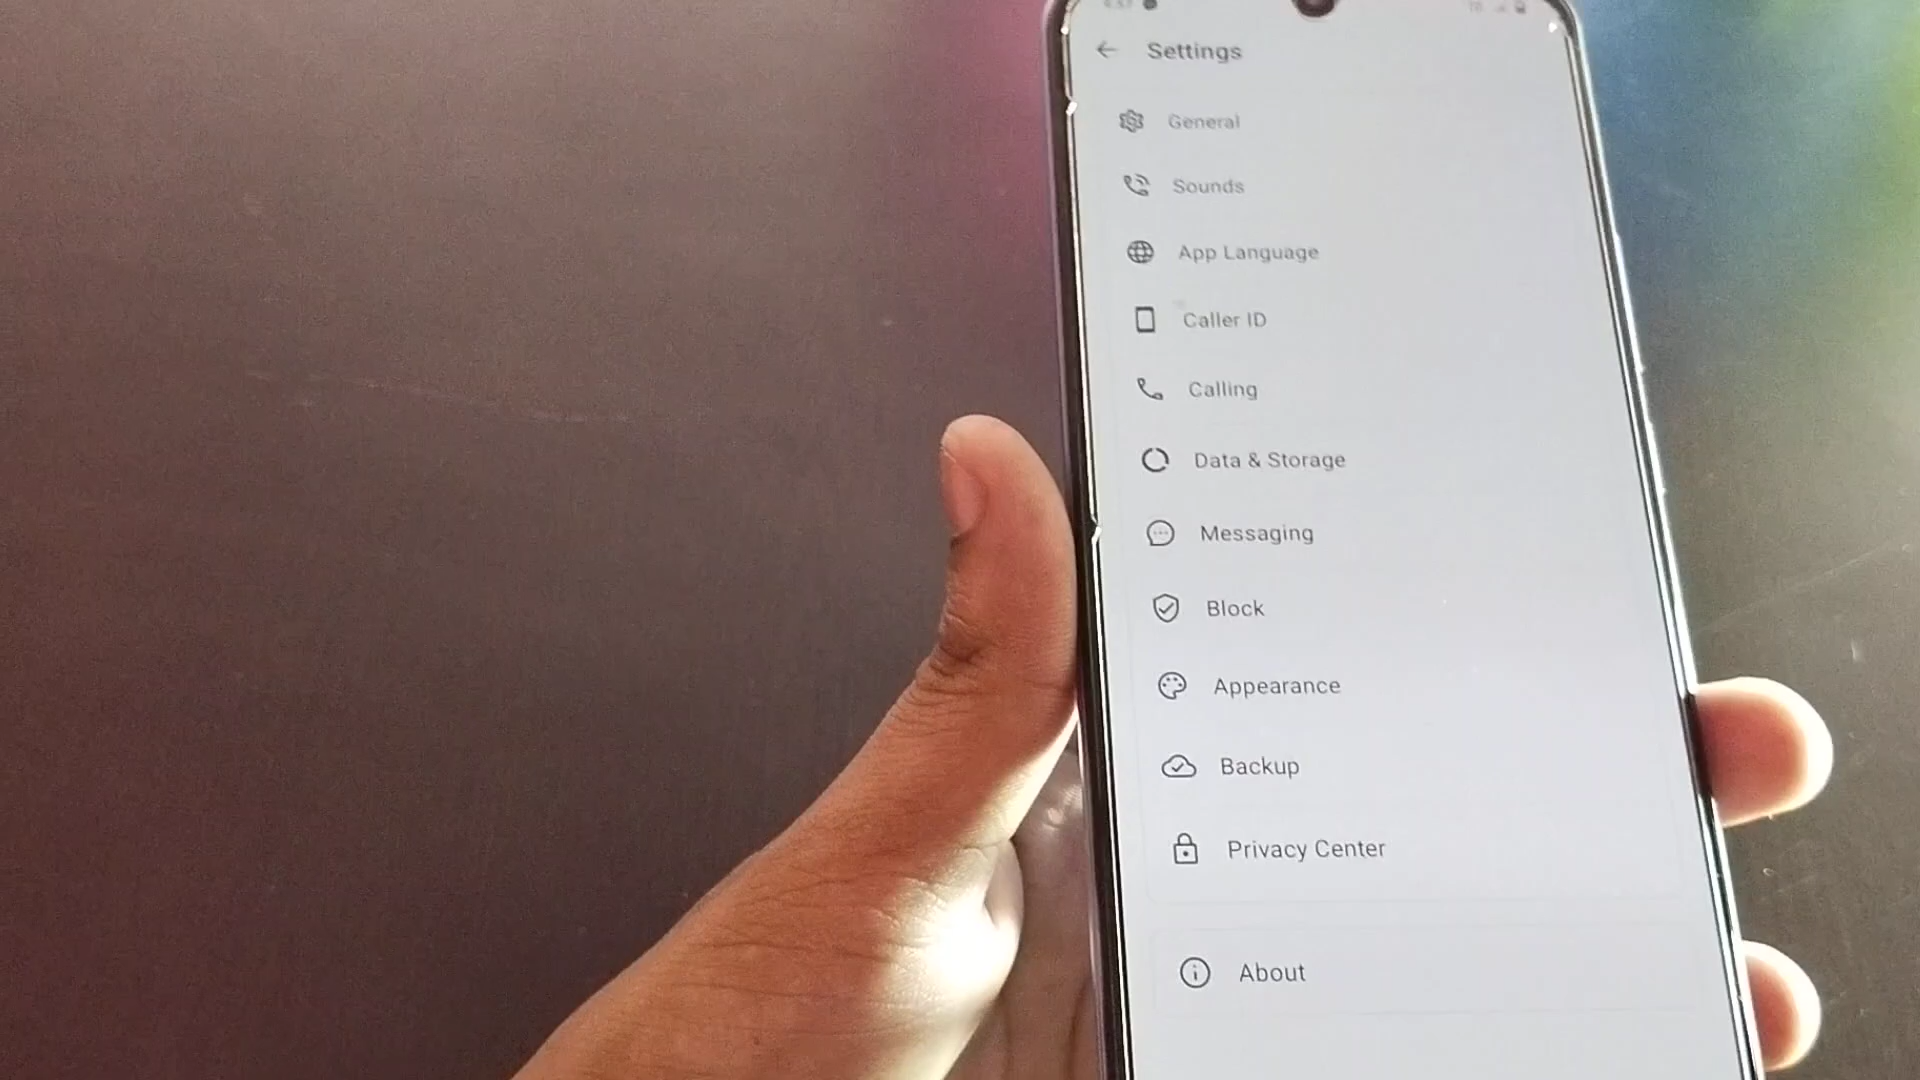 Settings
General
Sounds
App Language
Caller ID
Calling
Data & Storage
Messaging
Block
Appearance
Backup
Privacy Center
About